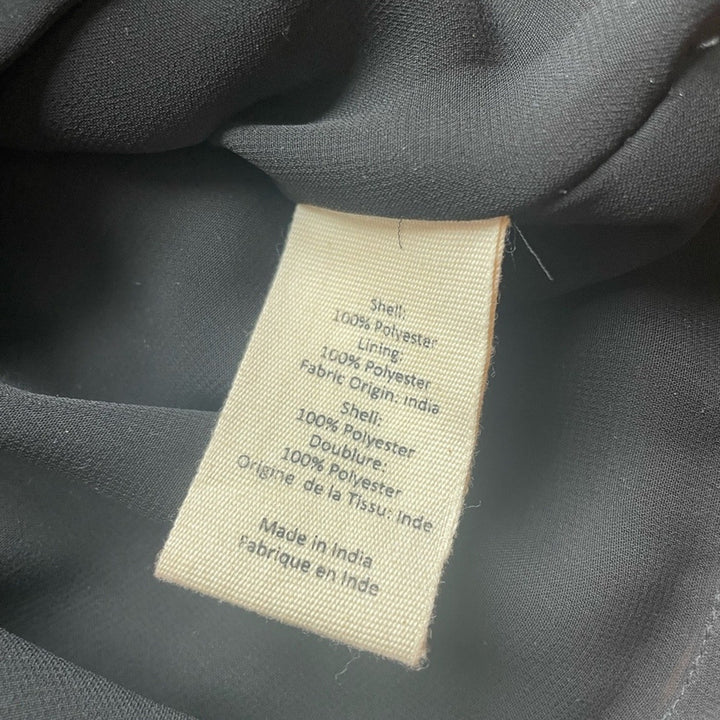 Shell:
100% Polyester
Lining:
100% Polyester
Fabric Origin: India
Shell:
100% Polyester
Doublure:
100% Polyester
Origine de la Tissu: Inde
Made in India
Fabrique en Inde